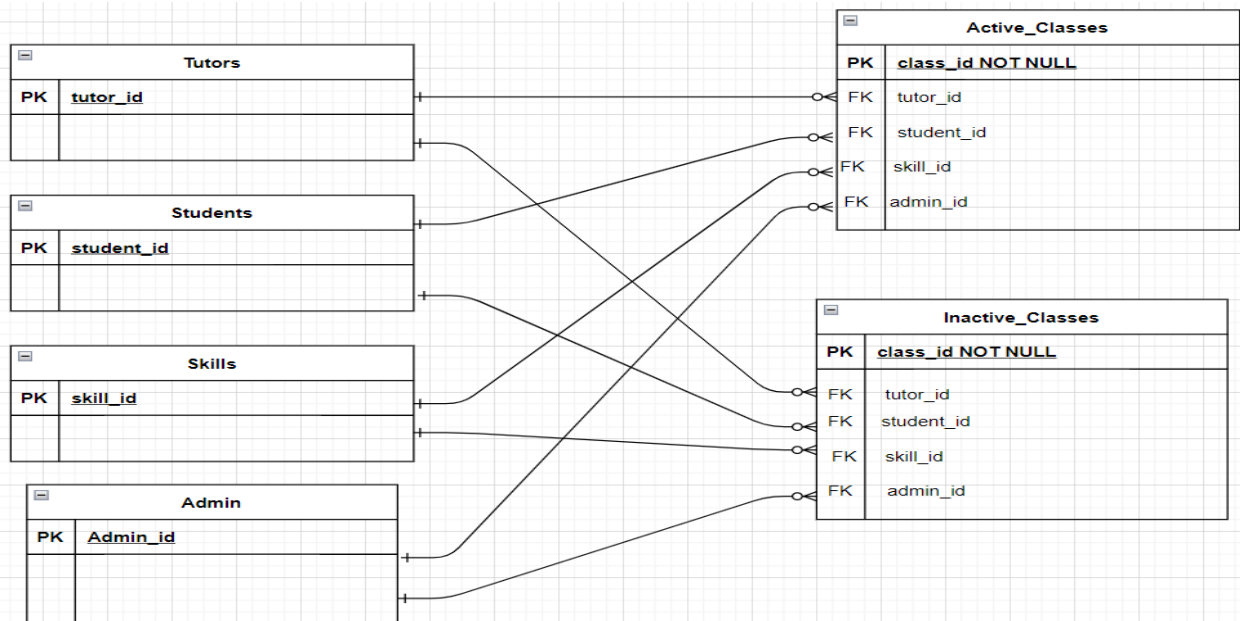 Tutors
PK tutor_id
Students
PK student_id
Skills
PK skill_id
Admin
PK Admin_id
Active_Classes
PK class_id NOT NULL
FK tutor_id
FK student_id
FK skill_id
FK admin_id
Inactive_Classes
PK class_id NOT NULL
FK tutor_id
FK student_id
FK skill_id
FK admin_id